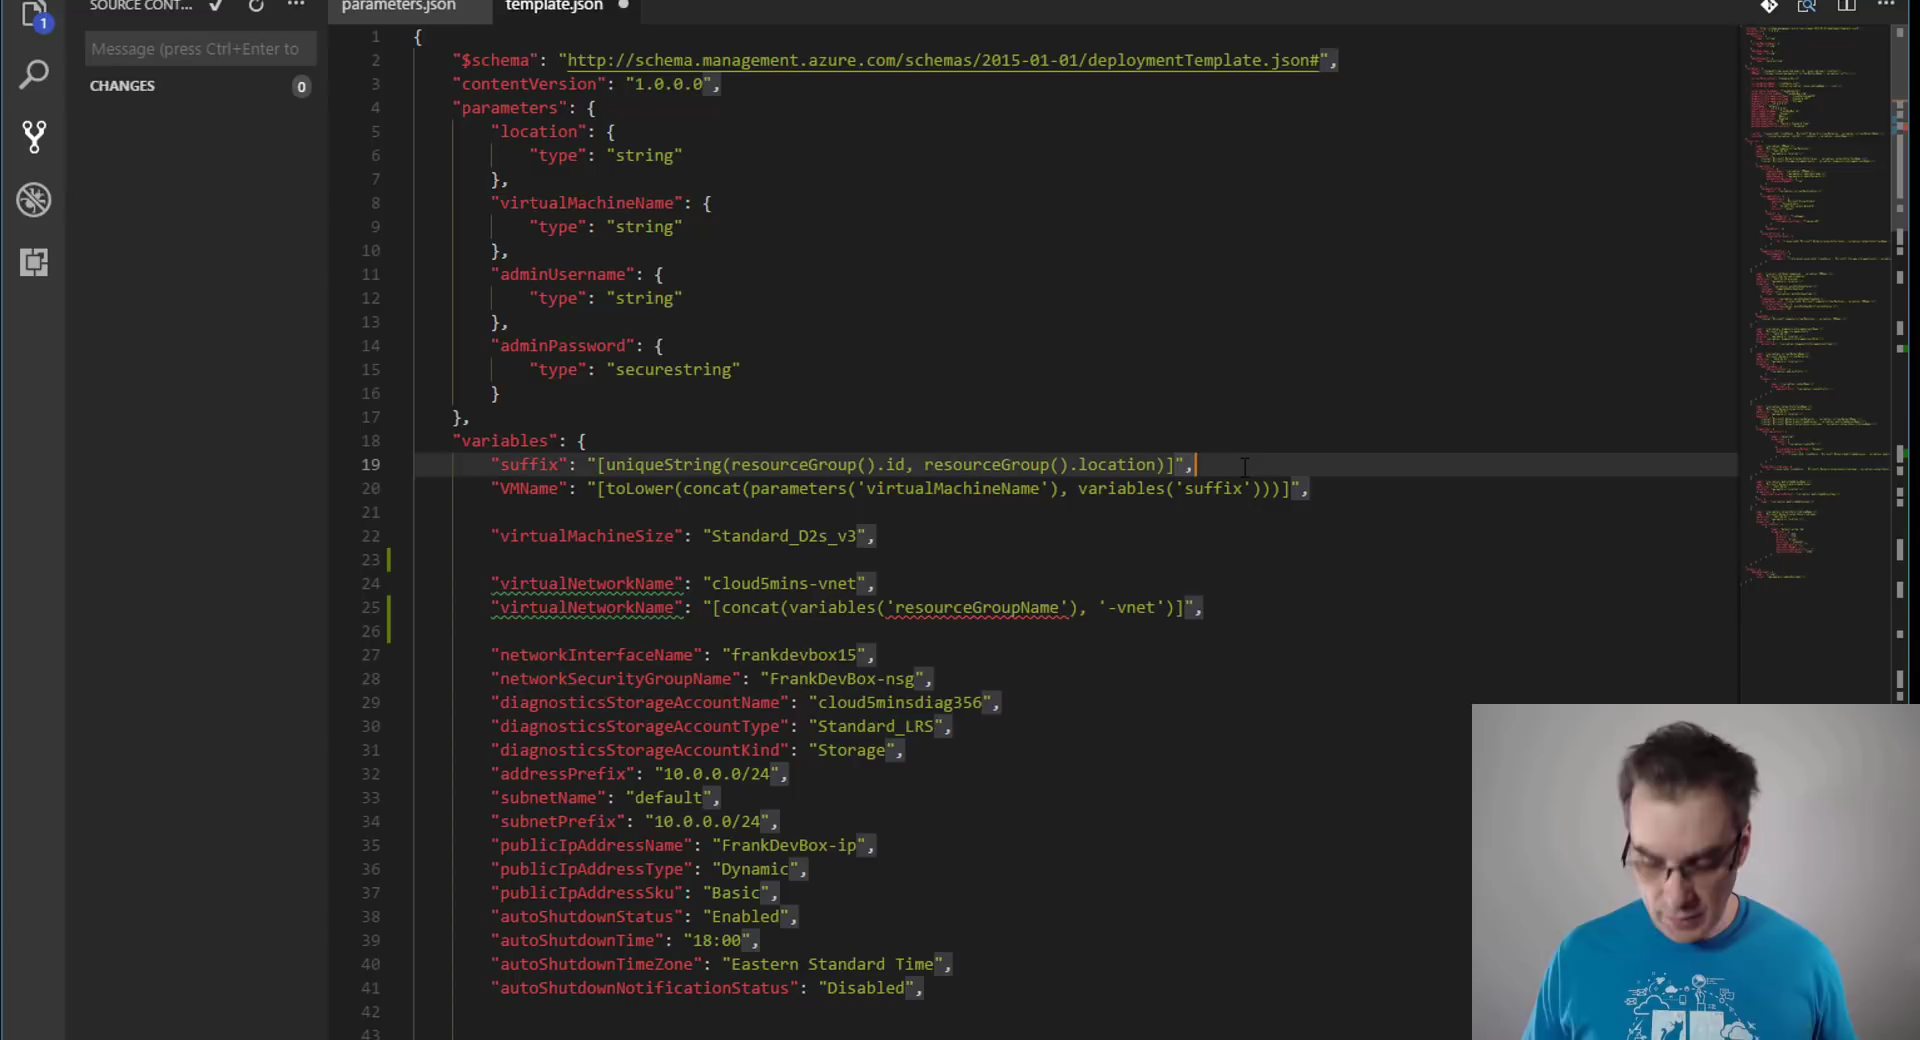 SOURCE CONT...
parameters.json
template.json
1
Message (press Ctrl+Enter to
CHANGES
0
1 {
2 "$schema": "http://schema.management.azure.com/schemas/2015-01-01/deploymentTemplate.json#",
3 "contentVersion": "1.0.0.0",
4 "parameters": {
5 "location": {
6 "type": "string"
7 },
8 "virtualMachineName": {
9 "type": "string"
10 },
11 "adminUsername": {
12 "type": "string"
13 },
14 "adminPassword": {
15 "type": "securestring"
16 }
17 },
18 "variables": {
19 "suffix": "[uniqueString(resourceGroup().id, resourceGroup().location)]",
20 "VMName": "[toLower(concat(parameters('virtualMachineName'), variables('suffix')))]",
21
22 "virtualMachineSize": "Standard_D2s_v3",
23
24 "virtualNetworkName": "cloud5mins-vnet",
25 "virtualNetworkName": "[concat(variables('resourceGroupName'), '-vnet')]",
26
27 "networkInterfaceName": "frankdevbox15",
28 "networkSecurityGroupName": "FrankDevBox-nsg",
29 "diagnosticsStorageAccountName": "cloud5minsdiag356",
30 "diagnosticsStorageAccountType": "Standard_LRS",
31 "diagnosticsStorageAccountKind": "Storage",
32 "addressPrefix": "10.0.0.0/24",
33 "subnetName": "default",
34 "subnetPrefix": "10.0.0.0/24",
35 "publicIpAddressName": "FrankDevBox-ip",
36 "publicIpAddressType": "Dynamic",
37 "publicIpAddressSku": "Basic",
38 "autoShutdownStatus": "Enabled",
39 "autoShutdownTime": "18:00",
40 "autoShutdownTimeZone": "Eastern Standard Time",
41 "autoShutdownNotificationStatus": "Disabled",
42
43